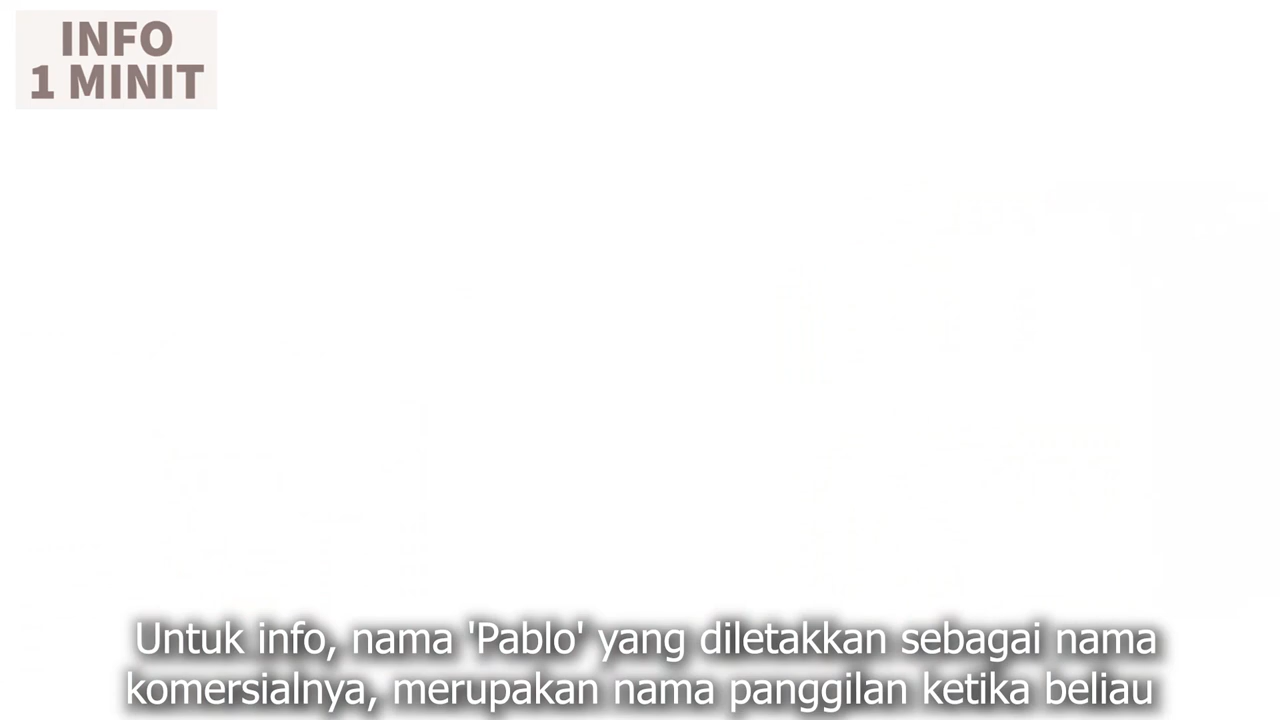 INFO
1 MINIT
Untuk info, nama 'Pablo' yang diletakkan sebagai nama
komersialnya, merupakan nama panggilan ketika beliau